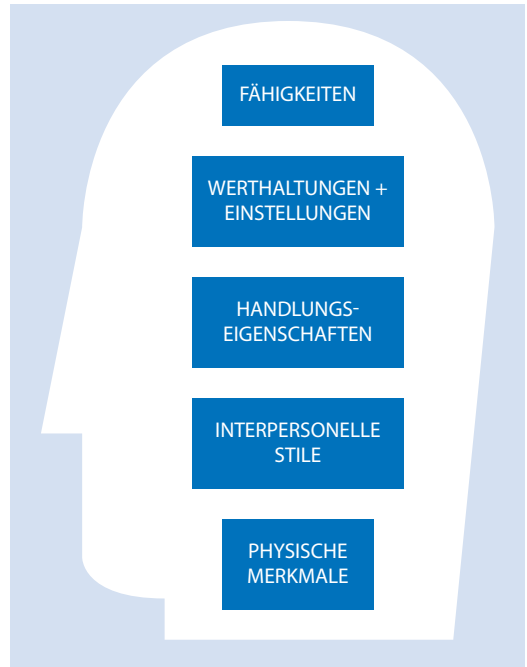 FÄHIGKEITEN
WERTHALTUNGEN +
EINSTELLUNGEN
HANDLUNGS-
EIGENSCHAFTEN
INTERPERSONELLE
STILE
PHYSISCHE
MERKMALE